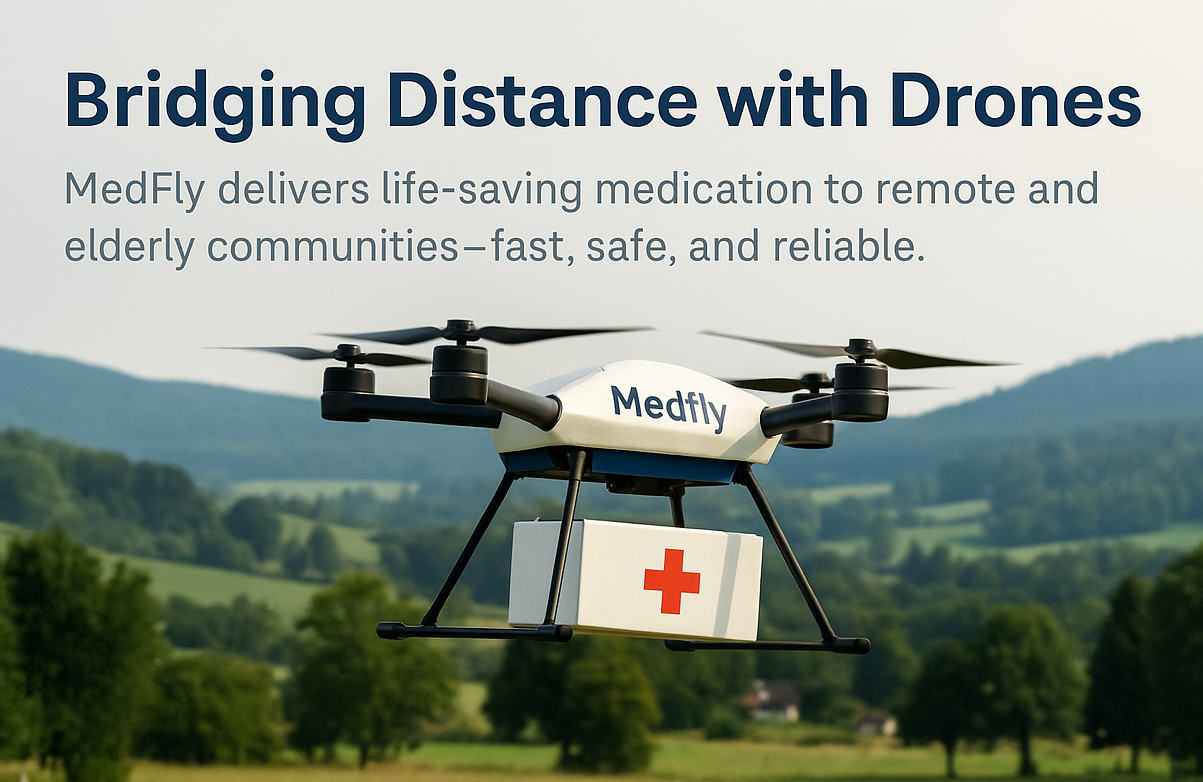 Bridging Distance with Drones
MedFly delivers life-saving medication to remote and
elderly communities–fast, safe, and reliable.
Medfly